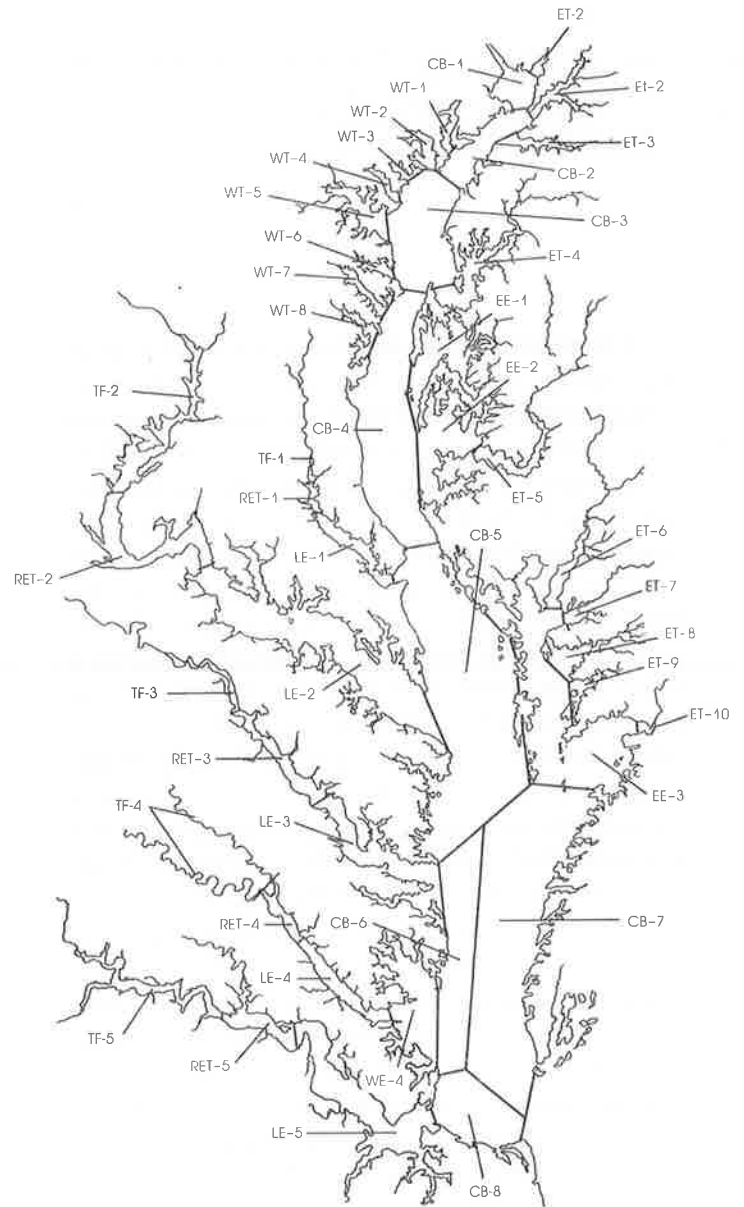 ET-2
CB-1
WT-1
Et-2
WT-2
WT-3
ET-3
WT-4
CB-2
WT-5
CB-3
WT-6
ET-4
WT-7
EE-1
WT-8
EE-2
TF-2
CB-4
TF-1
RET-1
ET-5
CB-5
ET-6
LE-1
RET-2
ET-7
ET-8
ET-9
TF-3
LE-2
ET-10
RET-3
EE-3
TF-4
LE-3
RET-4
CB-6
CB-7
LE-4
TF-5
RET-5
WE-4
LE-5
CB-8